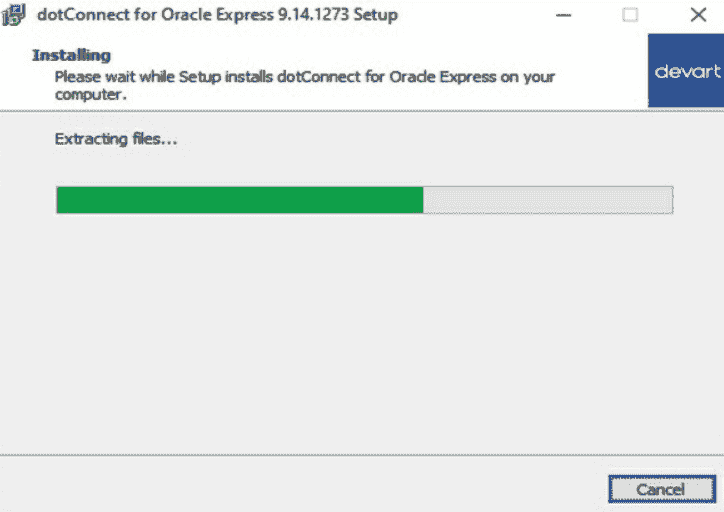 dotConnect for Oracle Express 9.14.1273 Setup
Installing
Please wait while Setup installs dotConnect for Oracle Express on your
computer.
devart
Extracting files...
Cancel